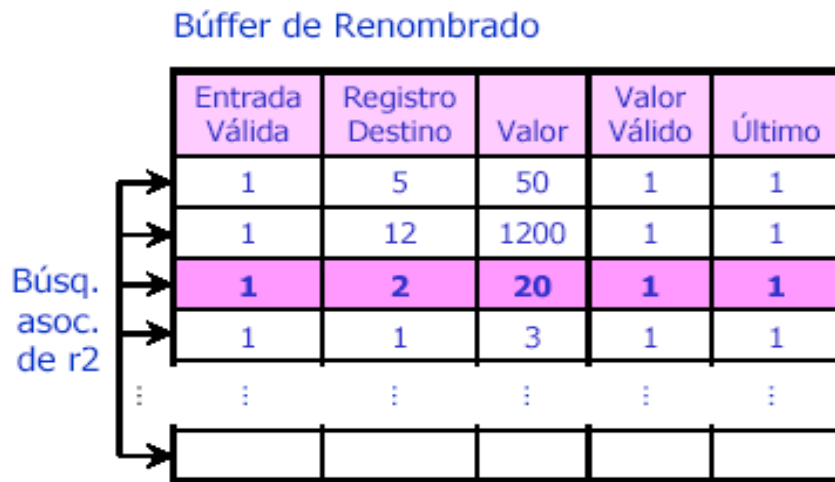 Búffer de Renombrado
Entrada Válida Registro Destino Valor Valor Válido Último
1 5 50 1 1
1 12 1200 1 1
1 2 20 1 1
1 1 3 1 1
⋮ ⋮ ⋮ ⋮ ⋮ ⋮
Búsq.
asoc.
de r2